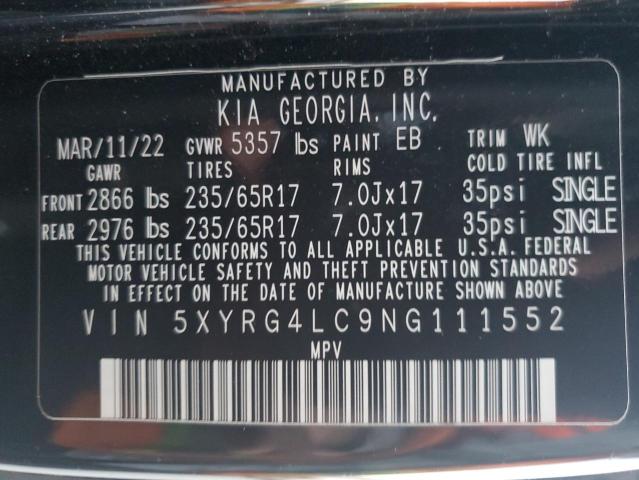 MANUFACTURED BY
KIA GEORGIA, INC.
MAR/11/22 GVWR 5357 lbs PAINT EB TRIM WK
GAWR TIRES RIMS COLD TIRE INFL
FRONT 2866 lbs 235/65R17 7.0Jx17 35psi SINGLE
REAR 2976 lbs 235/65R17 7.0Jx17 35psi SINGLE
THIS VEHICLE CONFORMS TO ALL APPLICABLE U.S.A. FEDERAL
MOTOR VEHICLE SAFETY AND THEFT PREVENTION STANDARDS
IN EFFECT ON THE DATE OF MANUFACTURE SHOWN ABOVE
VIN 5XYRG4LC9NG111552
MPV